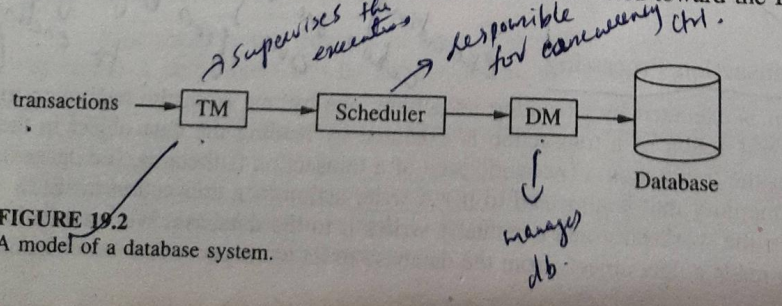 supervises the
execution
responsible
for concurrency ctrl.
transactions
TM
Scheduler
DM
Database
manages
db.
FIGURE 19.2
A model of a database system.